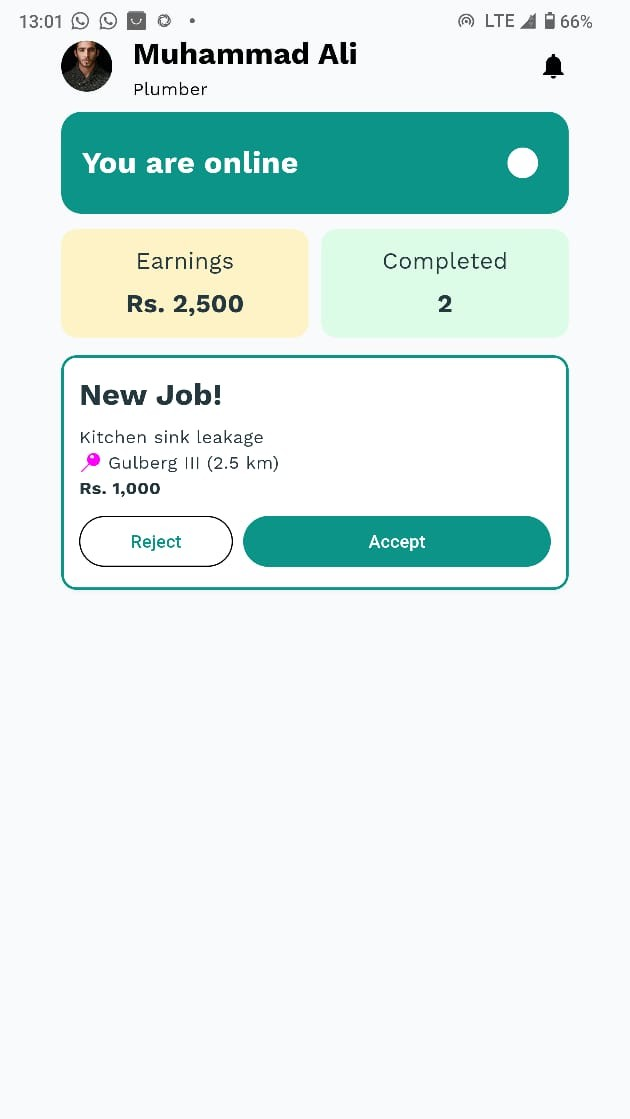 13:01 LTE 66%
Muhammad Ali
Plumber
You are online
Earnings
Rs. 2,500
Completed
2
New Job!
Kitchen sink leakage
📍 Gulberg III (2.5 km)
Rs. 1,000
Reject
Accept